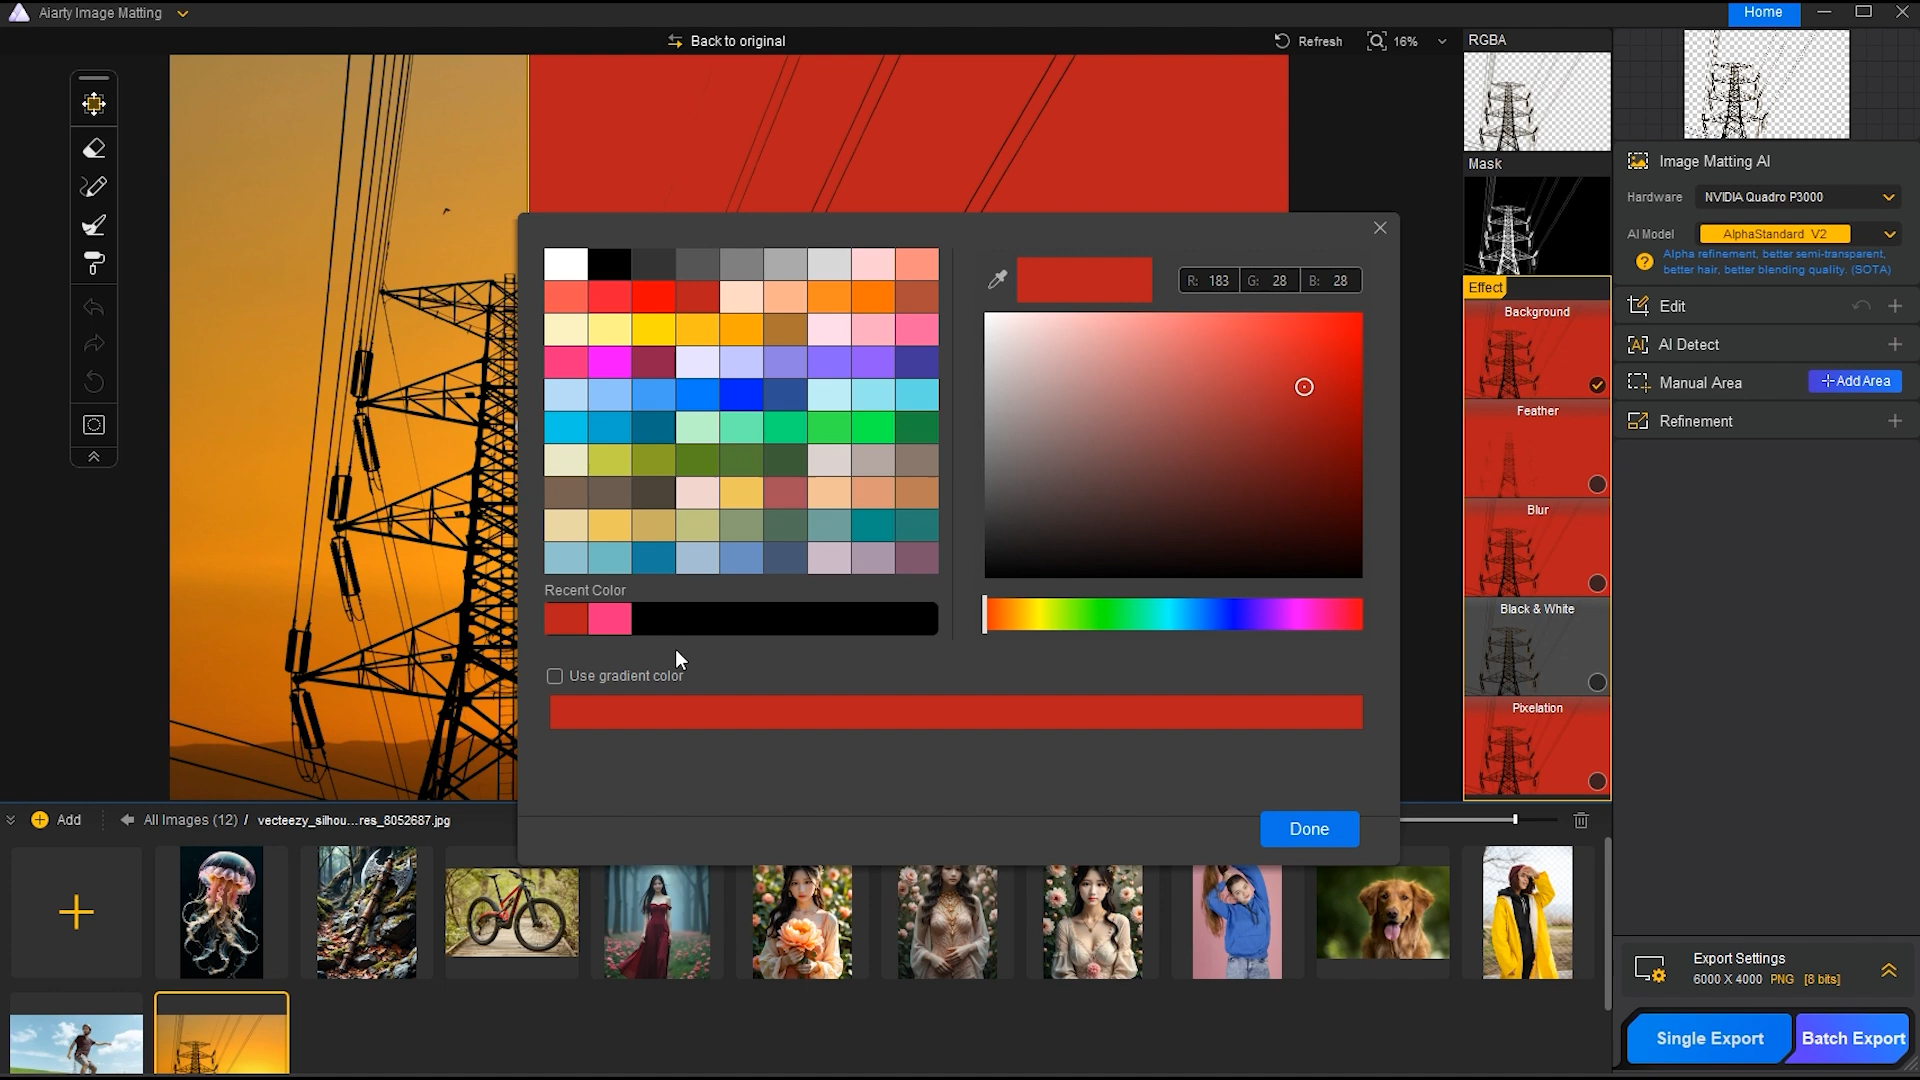 Aiarty Image Matting
Home
Back to original
Refresh
16%
RGBA
Mask
Effect
Background
Feather
Blur
Black & White
Pixelation
Image Matting AI
Hardware
NVIDIA Quadro P3000
AI Model
AlphaStandard V2
Alpha refinement, better semi-transparent,
better hair, better blending quality. (SOTA)
Edit
AI Detect
Manual Area
Add Area
Refinement
R: 183 G: 28 B: 28
Recent Color
Use gradient color
Done
Add
All Images (12) / vecteezy_silhou...res_8052687.jpg
Export Settings
6000 X 4000 PNG [8 bits]
Single Export
Batch Export